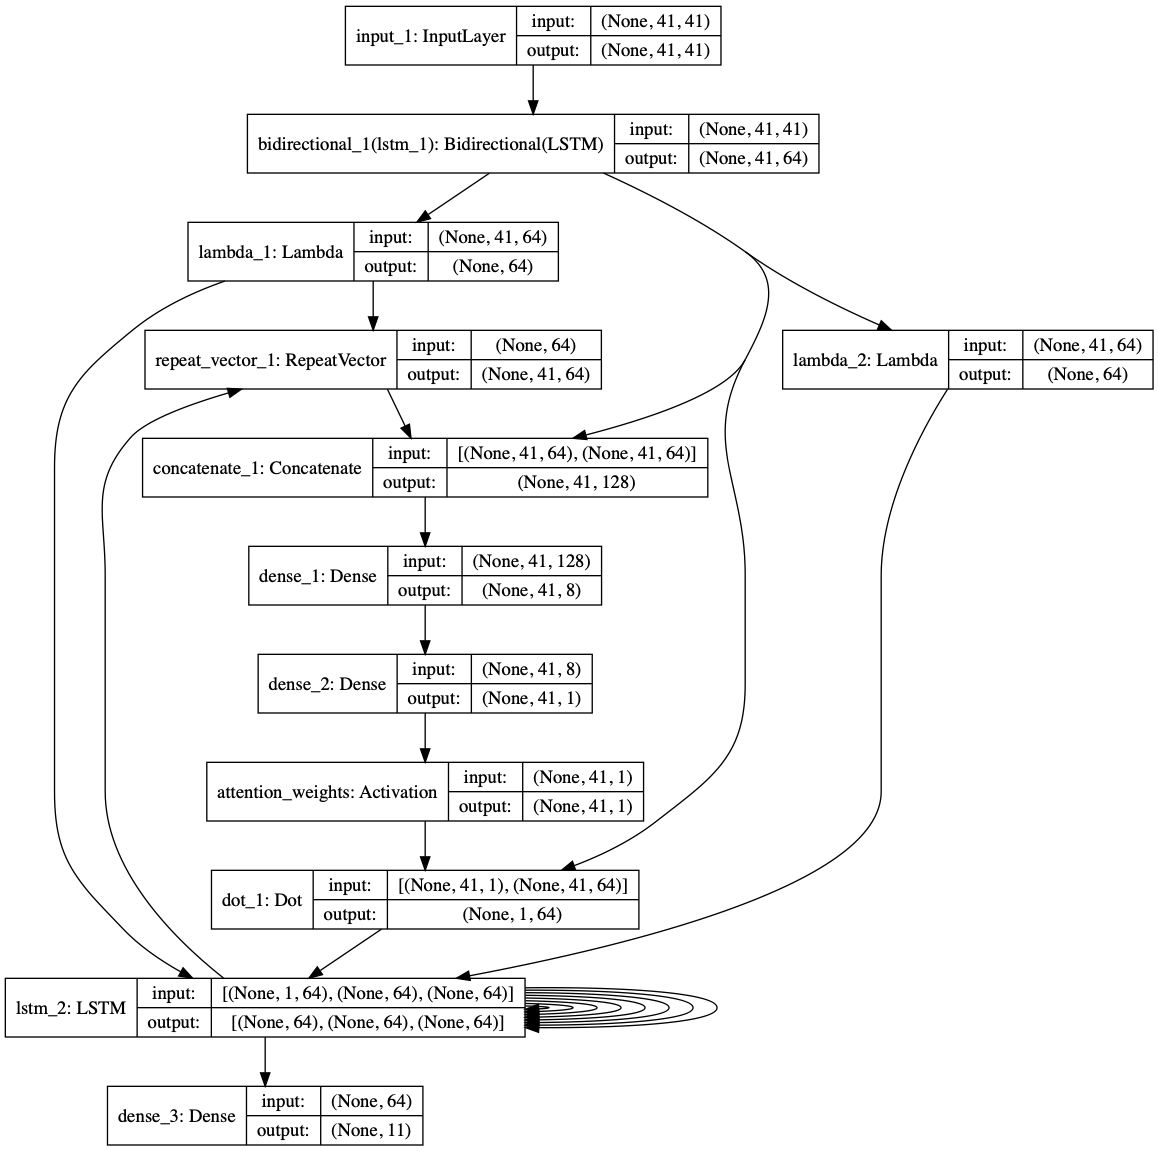 input_1: InputLayer
input: (None, 41, 41)
output: (None, 41, 41)
bidirectional_1(lstm_1): Bidirectional(LSTM)
input: (None, 41, 41)
output: (None, 41, 64)
lambda_1: Lambda
input: (None, 41, 64)
output: (None, 64)
repeat_vector_1: RepeatVector
input: (None, 64)
output: (None, 41, 64)
lambda_2: Lambda
input: (None, 41, 64)
output: (None, 64)
concatenate_1: Concatenate
input: [(None, 41, 64), (None, 41, 64)]
output: (None, 41, 128)
dense_1: Dense
input: (None, 41, 128)
output: (None, 41, 8)
dense_2: Dense
input: (None, 41, 8)
output: (None, 41, 1)
attention_weights: Activation
input: (None, 41, 1)
output: (None, 41, 1)
dot_1: Dot
input: [(None, 41, 1), (None, 41, 64)]
output: (None, 1, 64)
lstm_2: LSTM
input: [(None, 1, 64), (None, 64), (None, 64)]
output: [(None, 64), (None, 64), (None, 64)]
dense_3: Dense
input: (None, 64)
output: (None, 11)